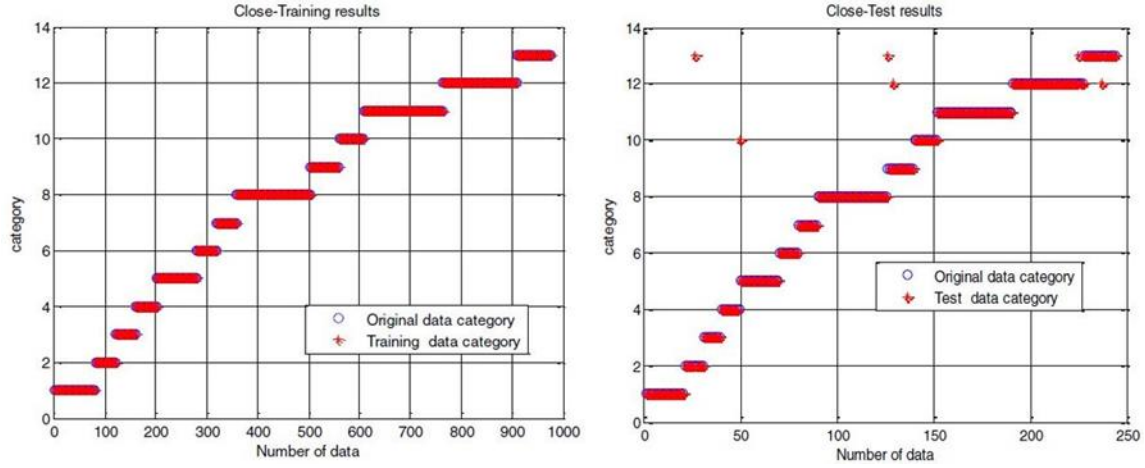 Close-Training results
14
12
10
8
6
4
2
0
category
Original data category
Training data category
0 100 200 300 400 500 600 700 800 900 1000
Number of data
Close-Test results
14
12
10
8
6
4
2
0
category
Original data category
Test data category
0 50 100 150 200 250
Number of data